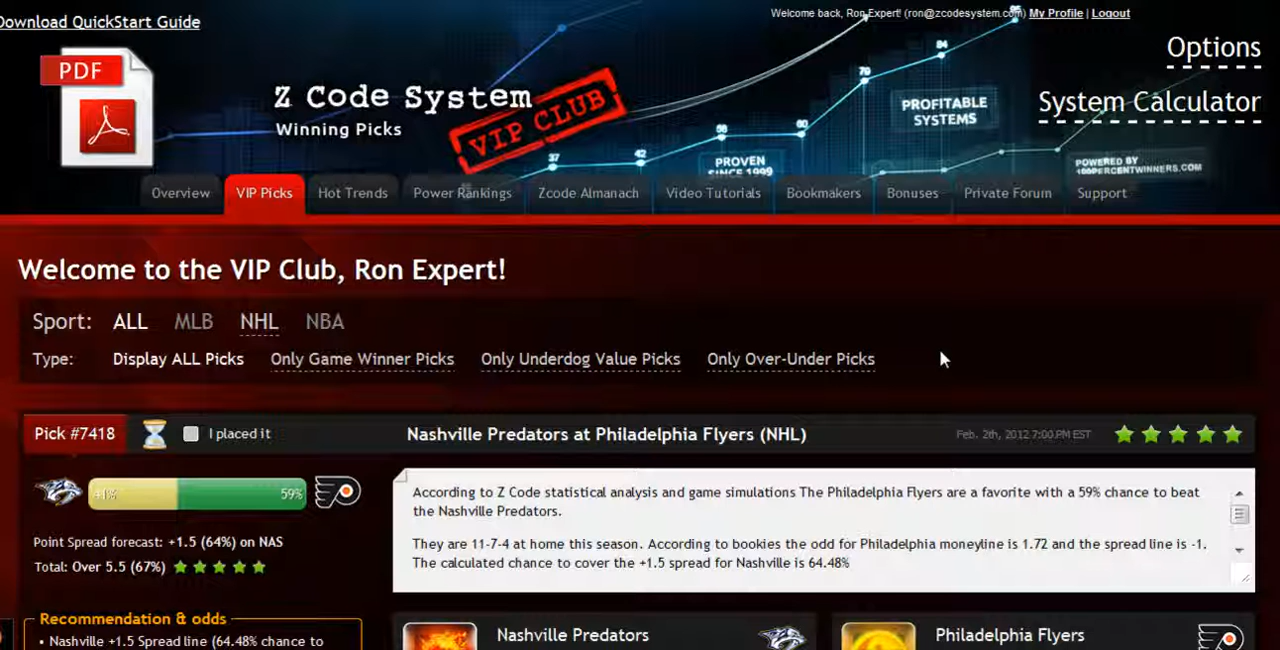 Download QuickStart Guide
Welcome back, Ron Expert! (ron@zcodesystem.com) My Profile | Logout
PDF
Options
System Calculator
Z Code System
Winning Picks
VIP CLUB
37
42
58
60
79
84
95
PROVEN
SINCE 1999
PROFITABLE
SYSTEMS
POWERED BY
100PERCENTWINNERS.COM
Overview VIP Picks Hot Trends Power Rankings Zcode Almanach Video Tutorials Bookmakers Bonuses Private Forum Support
Welcome to the VIP Club, Ron Expert!
Sport: ALL MLB NHL NBA
Type: Display ALL Picks Only Game Winner Picks Only Underdog Value Picks Only Over-Under Picks
Pick #7418 I placed it Nashville Predators at Philadelphia Flyers (NHL) Feb. 2th, 2012 7:00 PM EST
41% 59%
Point Spread forecast: +1.5 (64%) on NAS
Total: Over 5.5 (67%)
According to Z Code statistical analysis and game simulations The Philadelphia Flyers are a favorite with a 59% chance to beat
the Nashville Predators.
They are 11-7-4 at home this season. According to bookies the odd for Philadelphia moneyline is 1.72 and the spread line is -1.
The calculated chance to cover the +1.5 spread for Nashville is 64.48%
Recommendation & odds
• Nashville +1.5 Spread line (64.48% chance to
Nashville Predators
Philadelphia Flyers